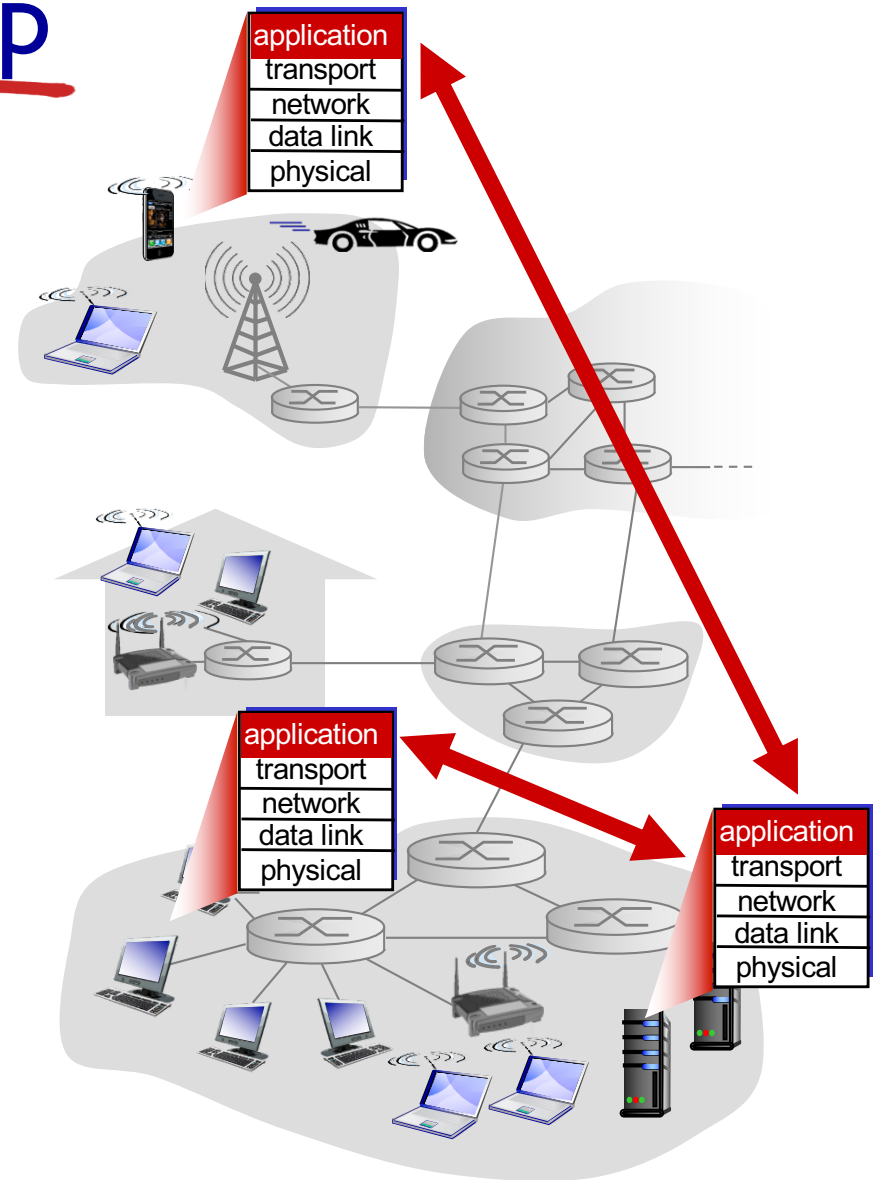 p
application
transport
network
data link
physical
application
transport
network
data link
physical
application
transport
network
data link
physical